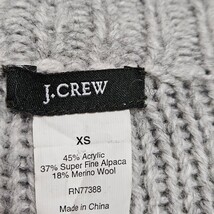 J.CREW
XS
45% Acrylic
37% Super Fine Alpaca
18% Merino Wool
RN77388
Made in China